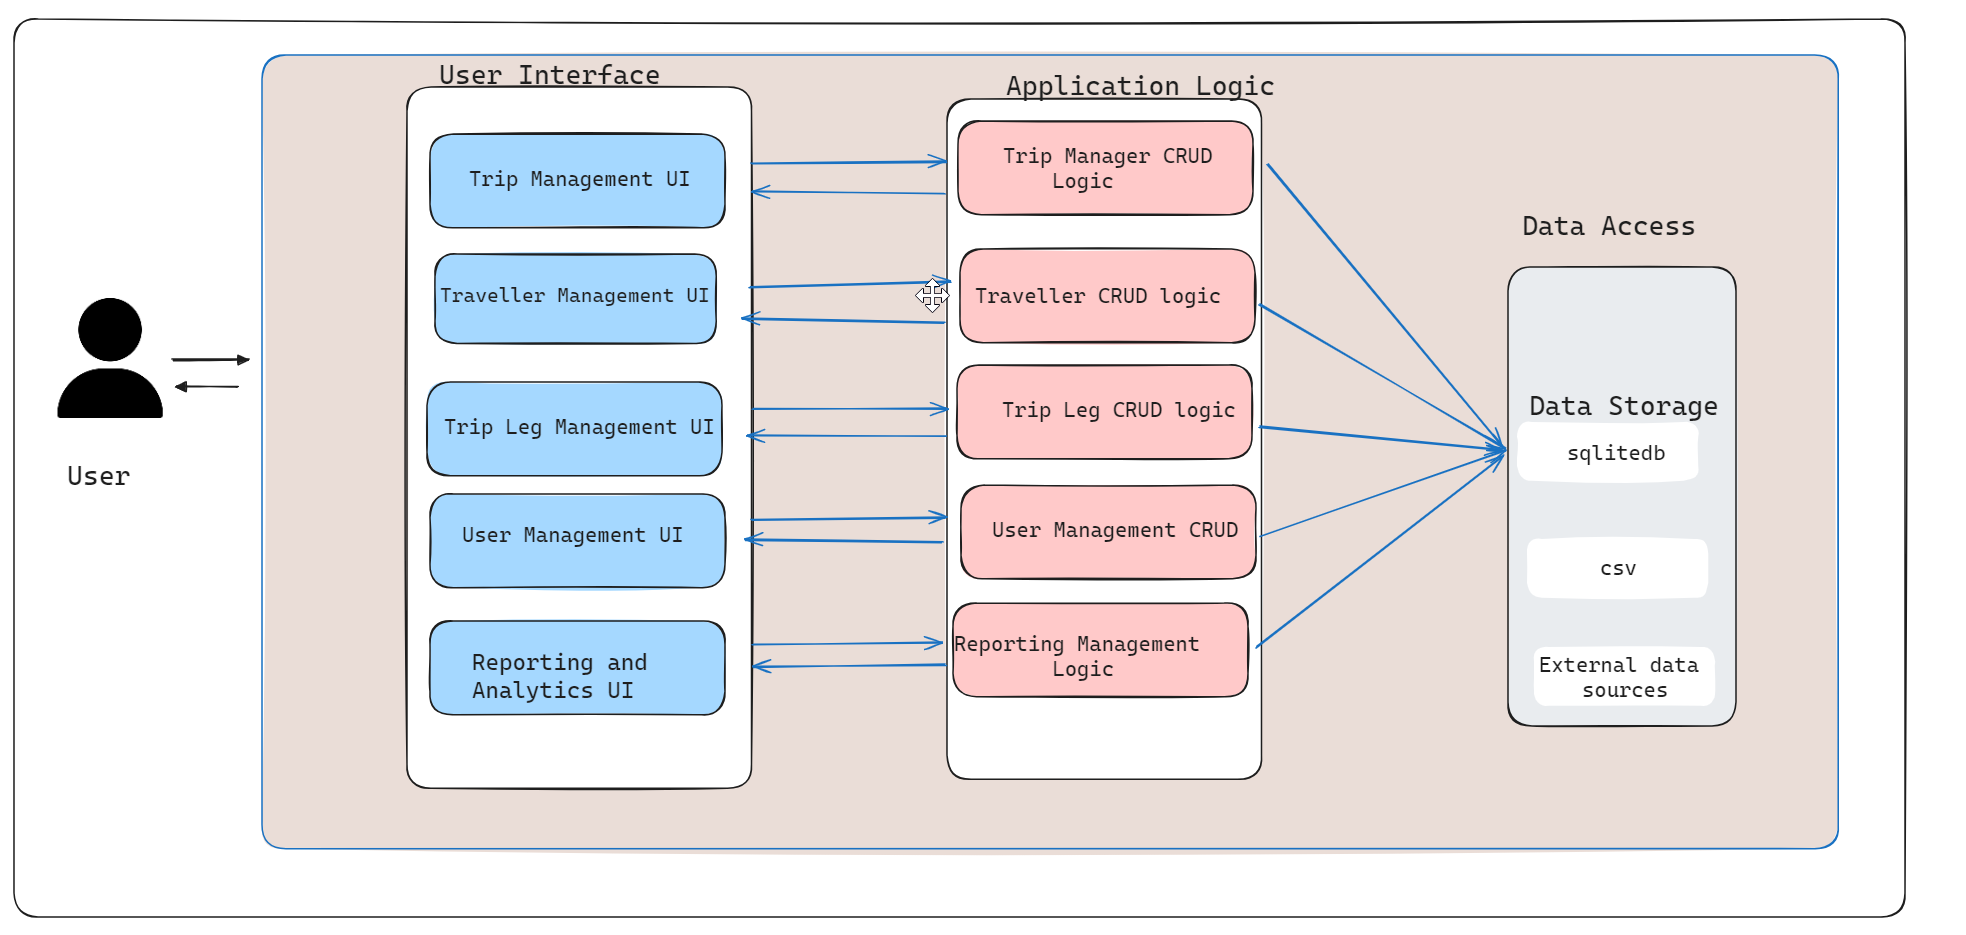 User Interface
Application Logic
Trip Management UI
Trip Manager CRUD
Logic
Data Access
Traveller Management UI
Traveller CRUD logic
Data Storage
Trip Leg Management UI
Trip Leg CRUD logic
sqlitedb
User
User Management UI
User Management CRUD
csv
Reporting and
Analytics UI
Reporting Management
Logic
External data
sources